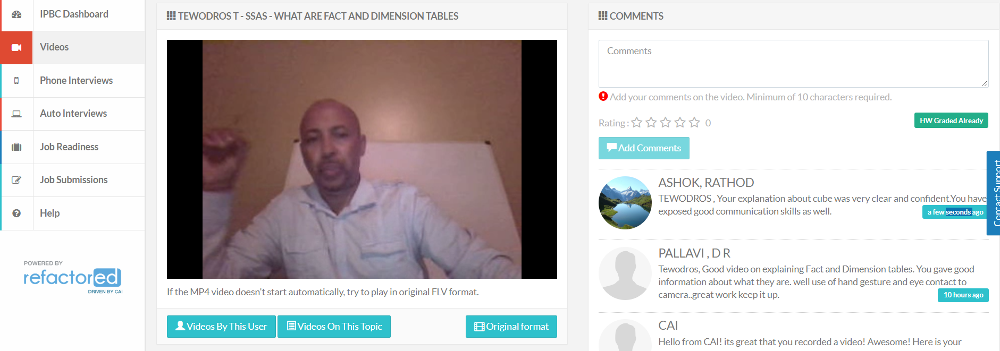 IPBC Dashboard
Videos
Phone Interviews
Auto Interviews
Job Readiness
Job Submissions
Help
POWERED BY
refactored
DRIVEN BY CAI
TEWODROS T - SSAS - WHAT ARE FACT AND DIMENSION TABLES
If the MP4 video doesn't start automatically, try to play in original FLV format.
Videos By This User
Videos On This Topic
Original format
COMMENTS
Comments
Add your comments on the video. Minimum of 10 characters required.
Rating : 0
HW Graded Already
Add Comments
ASHOK, RATHOD
TEWODROS , Your explanation about cube was very clear and confident.You have
exposed good communication skills as well.
a few seconds ago
PALLAVI , D R
Tewodros, Good video on explaining Fact and Dimension tables. You gave good
information about what they are. well use of hand gesture and eye contact to
camera..great work keep it up.
10 hours ago
CAI
Hello from CAI! its great that you recorded a video! Awesome! Here is your
Contact Support